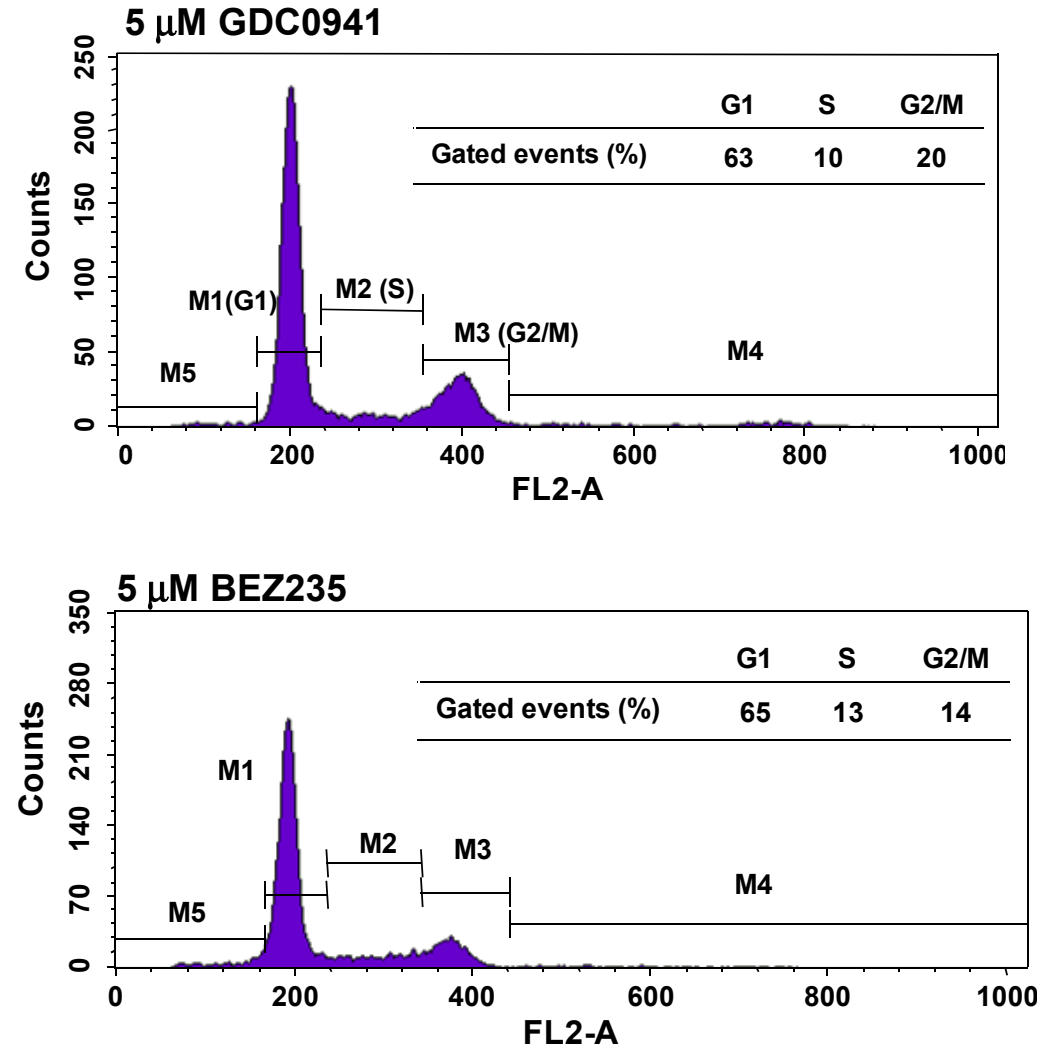 5 μM GDC0941
250
200
150
100
50
0
Counts
G1 S G2/M
Gated events (%) 63 10 20
M1(G1)
M2 (S)
M3 (G2/M)
M4
M5
0 200 400 600 800 1000
FL2-A
5 μM BEZ235
350
280
210
140
70
0
Counts
G1 S G2/M
Gated events (%) 65 13 14
M1
M2
M3
M4
M5
0 200 400 600 800 1000
FL2-A